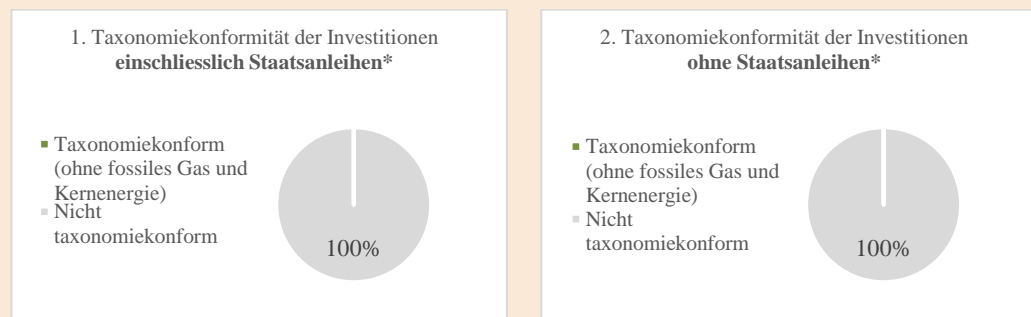 1. Taxonomiekonformität der Investitionen
einschliesslich Staatsanleihen*
Taxonomiekonform
(ohne fossiles Gas und
Kernenergie)
Nicht
taxonomiekonform
100%
2. Taxonomiekonformität der Investitionen
ohne Staatsanleihen*
Taxonomiekonform
(ohne fossiles Gas und
Kernenergie)
Nicht
taxonomiekonform
100%